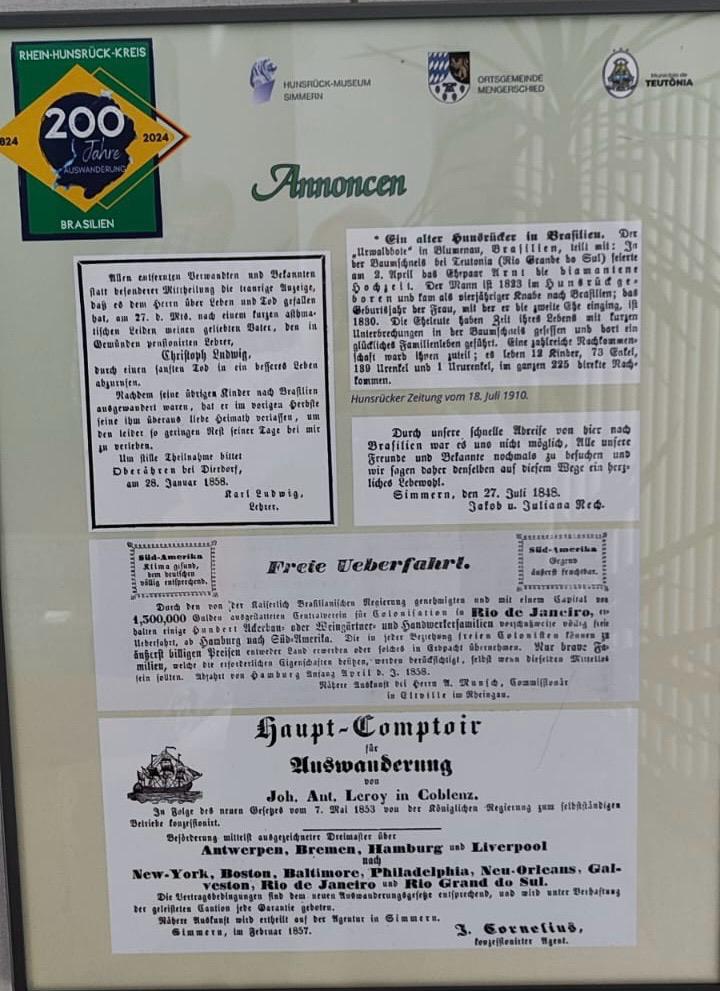 RHEIN-HUNSRÜCK-KREIS
824
200
2024
Jahre
AUSWANDERUNG
BRASILIEN
HUNSRÜCK-MUSEUM
SIMMERN
ORTSGEMEINDE
MENGERSCHIED
Município de
TEUTÔNIA
Annoncen
Allen entfernten Verwandten und Bekannten
statt besonderer Mittheilung die traurige Anzeige,
daß es dem Herrn über Leben und Tod gefallen
hat, am 27. d. Mts. nach einem kurzen asthma-
tischen Leiden meinen geliebten Vater, den in
Gemünden pensionirten Lehrer,
Christoph Ludwig,
durch einen sanften Tod in ein besseres Leben
abzurufen.
Nachdem seine übrigen Kinder nach Brasilien
ausgewandert waren, hat er im vorigen Herbste
seine ihm überaus liebe Heimath verlassen, um
den leider so geringen Rest seiner Tage bei mir
zu verleben.
Um stille Theilnahme bittet
Oberähren bei Dierdorf,
am 28. Januar 1858.
Karl Ludwig,
Lehrer.
* Ein alter Hunsrücker in Brasilien. Der
„Urwaldbote" in Blumenau, Brasilien, teilt mit: In
der Baumschneis bei Teutonia (Rio Grande do Sul) feierte
am 2. April das Ehepaar Arnt die diamantene
Hochzeit. Der Mann ist 1823 im Hunsrück ge-
boren und kam als vierjähriger Knabe nach Brasilien; das
Geburtsjahr der Frau, mit der er die zweite Ehe einging, ist
1830. Die Eheleute haben Zeit ihres Lebens mit kurzen
Unterbrechungen in der Baumschneis gesessen und dort ein
glückliches Familienleben geführt. Eine zahlreiche Nachkommen-
schaft ward ihnen zuteil; es leben 12 Kinder, 73 Enkel,
139 Urenkel und 1 Ururenkel, im ganzen 225 direkte Nach-
kommen.
Hunsrücker Zeitung vom 18. Juli 1910.
Durch unsere schnelle Abreise von hier nach
Brasilien war es uns nicht möglich, Alle unsere
Freunde und Bekannte nochmals zu besuchen und
wir sagen daher denselben auf diesem Wege ein herz-
liches Lebewohl.
Simmern, den 27. Juli 1848.
Jakob u. Juliana Rech.
Süd-Amerika
Klima gesund,
dem deutschen
völlig entsprechend.
Freie Ueberfahrt.
Süd-Amerika
Gegend
äußerst fruchtbar.
Durch den von der Kaiserlich Brasilianischen Regierung genehmigten und mit einem Capital von
1,500,000 Gulden ausgestatteten Centralverein für Colonisation in Rio de Janeiro, er-
halten einige Hundert Ackerbau- oder Weingärtner- und Handwerkerfamilien vorschußweise völlig freie
Ueberfahrt, ab Hamburg nach Süd-Amerika. Die in jeder Beziehung freien Colonisten können zu
äußerst billigen Preisen entweder Land erwerben oder solches in Erbpacht übernehmen. Nur brave Fa-
milien, welche die erforderlichen Eigenschaften besitzen, werden berücksichtigt, selbst wenn dieselben Mittellos
sein sollten. Abfahrt von Hamburg Anfang April d. J. 1858.
Nähere Auskunft bei Herrn A. Munsch, Commissionär
in Eltville im Rheingau.
Haupt-Comptoir
für
Auswanderung
von
Joh. Ant. Leroy in Coblenz.
In Folge des neuen Gesetzes vom 7. Mai 1853 von der Königlichen Regierung zum selbstständigen
Betriebe konzessionirt.
Beförderung mittelst ausgezeichneter Dreimaster über
Antwerpen, Bremen, Hamburg und Liverpool
nach
New-York, Boston, Baltimore, Philadelphia, Neu-Orleans, Gal-
veston, Rio de Janeiro und Rio Grand do Sul.
Die Vertragsbedingungen sind dem neuen Auswanderungsgesetze entsprechend, und wird unter Verhaftung
der geleisteten Caution jede Garantie geboten.
Nähere Auskunft wird ertheilt auf der Agentur in Simmern.
Simmern, im Februar 1857.
J. Cornelius,
konzessionirter Agent.